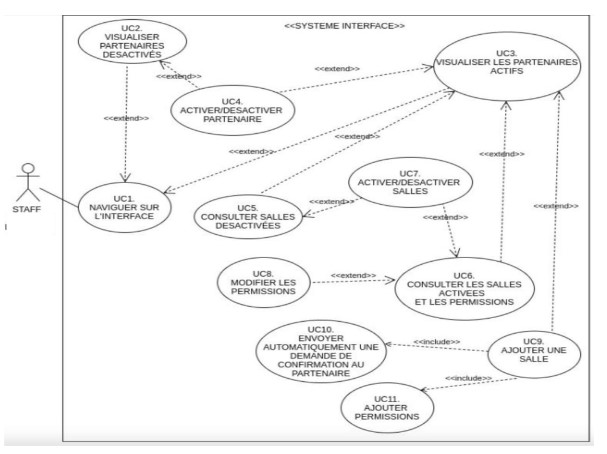 <<SYSTEME INTERFACE>>
UC2.
VISUALISER
PARTENAIRES
DESACTIVÉS
UC3.
VISUALISER LES PARTENAIRES
ACTIFS
<<extend>>
<<extend>>
UC4.
ACTIVER/DESACTIVER
PARTENAIRE
<<extend>>
<<extend>>
<<extend>>
<<extend>>
UC7.
ACTIVER/DESACTIVER
SALLES
STAFF
UC1.
NAVIGUER SUR
L'INTERFACE
UC5.
CONSULTER SALLES
DESACTIVÉES
<<extend>>
<<extend>>
<<extend>>
UC8.
MODIFIER LES
PERMISSIONS
<<extend>>
UC6.
CONSULTER LES SALLES
ACTIVEES
ET LES PERMISSIONS
UC10.
ENVOYER
AUTOMATIQUEMENT UNE
DEMANDE DE
CONFIRMATION AU
PARTENAIRE
<<include>>
UC9.
AJOUTER UNE
SALLE
<<include>>
UC11.
AJOUTER
PERMISSIONS